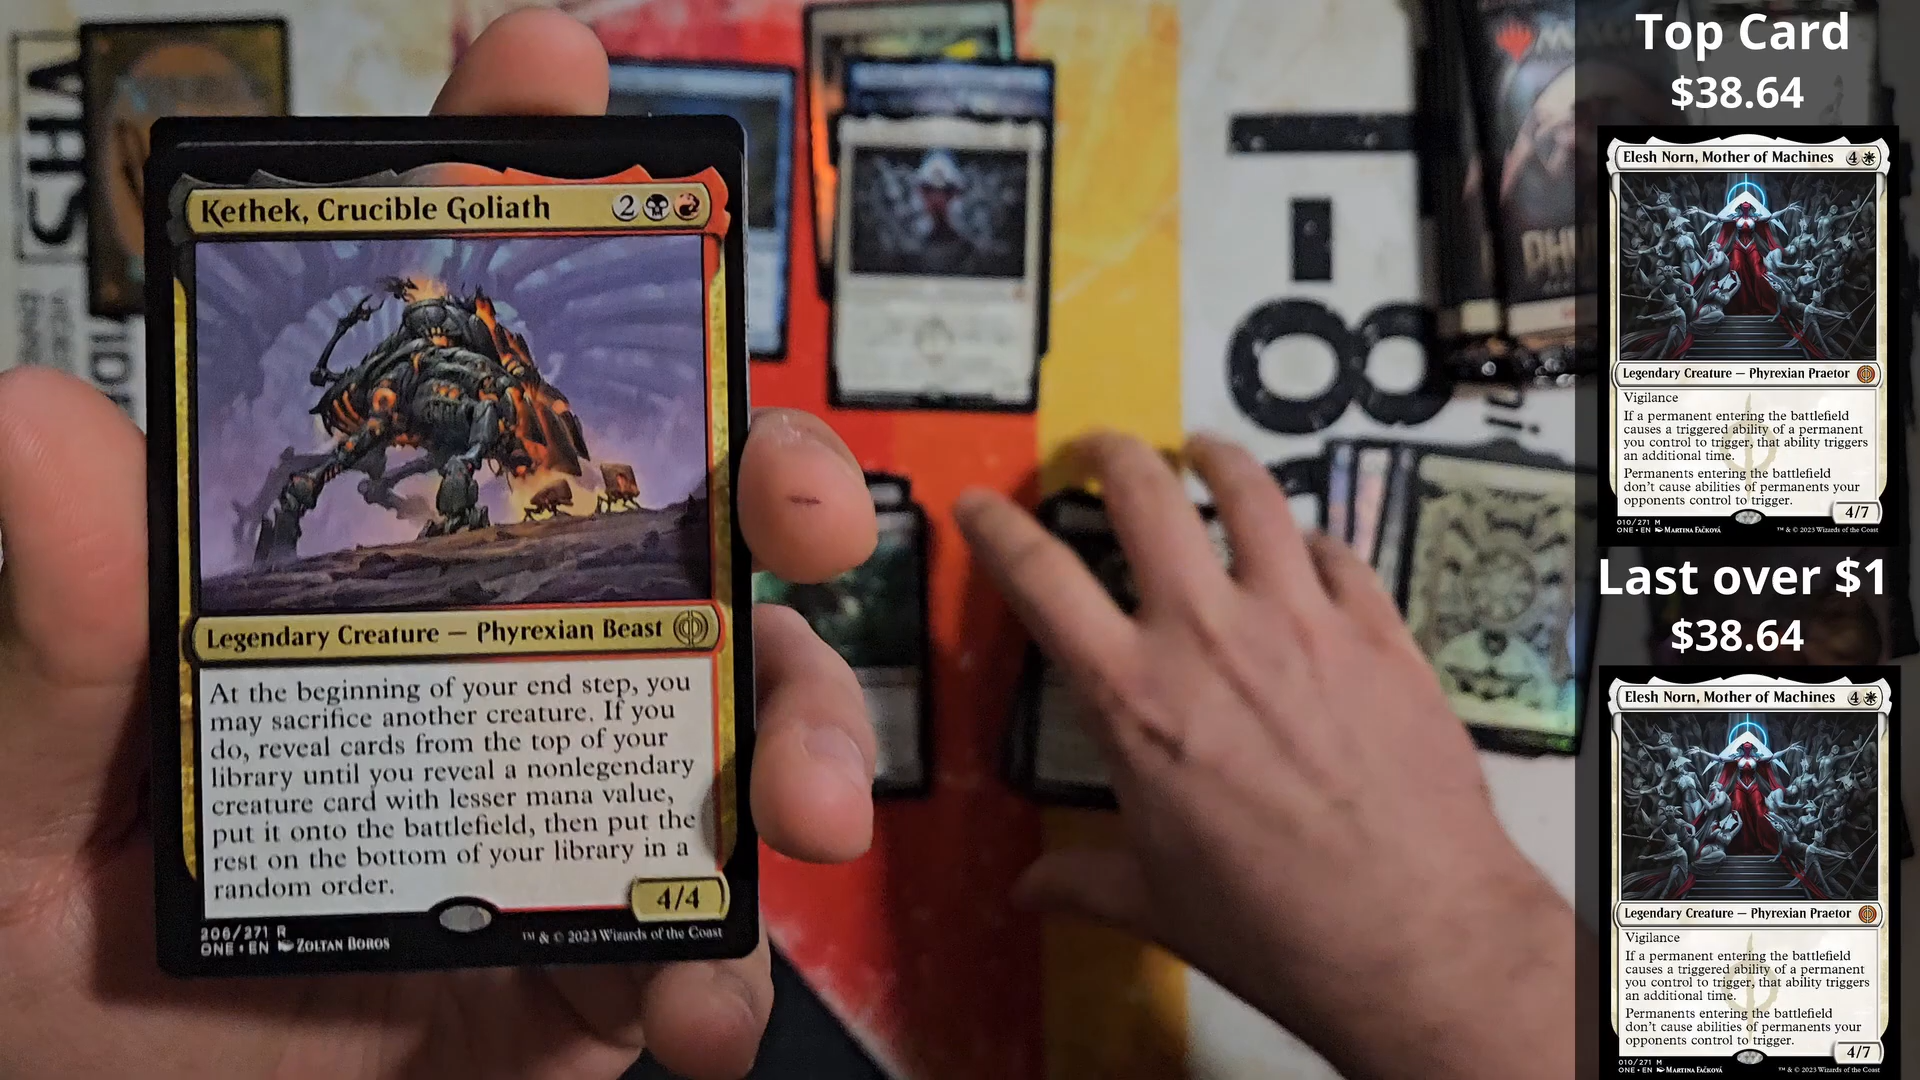 VHS
Kethek, Crucible Goliath
2
Legendary Creature — Phyrexian Beast
At the beginning of your end step, you
may sacrifice another creature. If you
do, reveal cards from the top of your
library until you reveal a nonlegendary
creature card with lesser mana value,
put it onto the battlefield, then put the
rest on the bottom of your library in a
random order.
4/4
206/271 R
ONE • EN ZOLTAN BOROS
™ & © 2023 Wizards of the Coast
Top Card
$38.64
Elesh Norn, Mother of Machines 4
Legendary Creature — Phyrexian Praetor
Vigilance
If a permanent entering the battlefield
causes a triggered ability of a permanent
you control to trigger, that ability triggers
an additional time.
Permanents entering the battlefield
don't cause abilities of permanents your
opponents control to trigger.
4/7
010/271 M
ONE • EN MARTINA FAČKOVÁ
™ & © 2023 Wizards of the Coast
Last over $1
$38.64
Elesh Norn, Mother of Machines 4
Legendary Creature — Phyrexian Praetor
Vigilance
If a permanent entering the battlefield
causes a triggered ability of a permanent
you control to trigger, that ability triggers
an additional time.
Permanents entering the battlefield
don't cause abilities of permanents your
opponents control to trigger.
4/7
010/271 M
ONE • EN MARTINA FAČKOVÁ
™ & © 2023 Wizards of the Coast